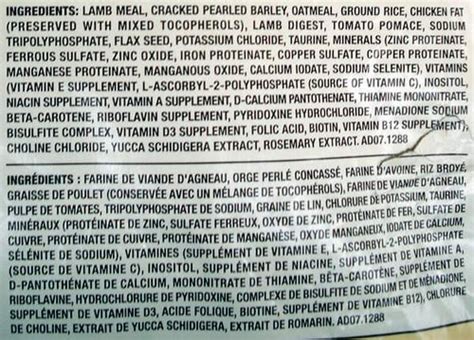 INGREDIENTS: LAMB MEAL, CRACKED PEARLED BARLEY, OATMEAL, GROUND RICE, CHICKEN FAT
(PRESERVED WITH MIXED TOCOPHEROLS), LAMB DIGEST, TOMATO POMACE, SODIUM
TRIPOLYPHOSPHATE, FLAX SEED, POTASSIUM CHLORIDE, TAURINE, MINERALS (ZINC PROTEINATE,
FERROUS SULFATE, ZINC OXIDE, IRON PROTEINATE, COPPER SULFATE, COPPER PROTEINATE,
MANGANESE PROTEINATE, MANGANOUS OXIDE, CALCIUM IODATE, SODIUM SELENITE), VITAMINS
(VITAMIN E SUPPLEMENT, L-ASCORBYL-2-POLYPHOSPHATE (SOURCE OF VITAMIN C), INOSITOL,
NIACIN SUPPLEMENT, VITAMIN A SUPPLEMENT, D-CALCIUM PANTOTHENATE, THIAMINE MONONITRATE,
BETA-CAROTENE, RIBOFLAVIN SUPPLEMENT, PYRIDOXINE HYDROCHLORIDE, MENADIONE SODIUM
BISULFITE COMPLEX, VITAMIN D3 SUPPLEMENT, FOLIC ACID, BIOTIN, VITAMIN B12 SUPPLEMENT),
CHOLINE CHLORIDE, YUCCA SCHIDIGERA EXTRACT, ROSEMARY EXTRACT. AD07.1288
INGRÉDIENTS : FARINE DE VIANDE D'AGNEAU, ORGE PERLÉ CONCASSÉ, FARINE D'AVOINE, RIZ BROYÉ,
GRAISSE DE POULET (CONSERVÉE AVEC UN MÉLANGE DE TOCOPHÉROLS), FARINE DE VIANDE D'AGNEAU,
PULPE DE TOMATES, TRIPOLYPHOSPHATE DE SODIUM, GRAINE DE LIN, CHLORURE DE POTASSIUM, TAURINE,
MINÉRAUX (PROTÉINATE DE ZINC, SULFATE FERREUX, OXYDE DE ZINC, PROTÉINATE DE FER, SULFATE DE
CUIVRE, PROTÉINATE DE CUIVRE, PROTÉINATE DE MANGANÈSE, OXYDE MANGANEUX, IODATE DE CALCIUM,
SÉLÉNITE DE SODIUM), VITAMINES (SUPPLÉMENT DE VITAMINE E, L-ASCORBYL-2-POLYPHOSPHATE
(SOURCE DE VITAMINE C), INOSITOL, SUPPLÉMENT DE NIACINE, SUPPLÉMENT DE VITAMINE A,
D-PANTOTHÉNATE DE CALCIUM, MONONITRATE DE THIAMINE, BÊTA-CAROTÈNE, SUPPLÉMENT DE
RIBOFLAVINE, HYDROCHLORURE DE PYRIDOXINE, COMPLEXE DE BISULFITE DE SODIUM ET DE MÉNADIONE,
SUPPLÉMENT DE VITAMINE D3, ACIDE FOLIQUE, BIOTINE, SUPPLÉMENT DE VITAMINE B12), CHLORURE
DE CHOLINE, EXTRAIT DE YUCCA SCHIDIGERA, EXTRAIT DE ROMARIN. AD07.1288